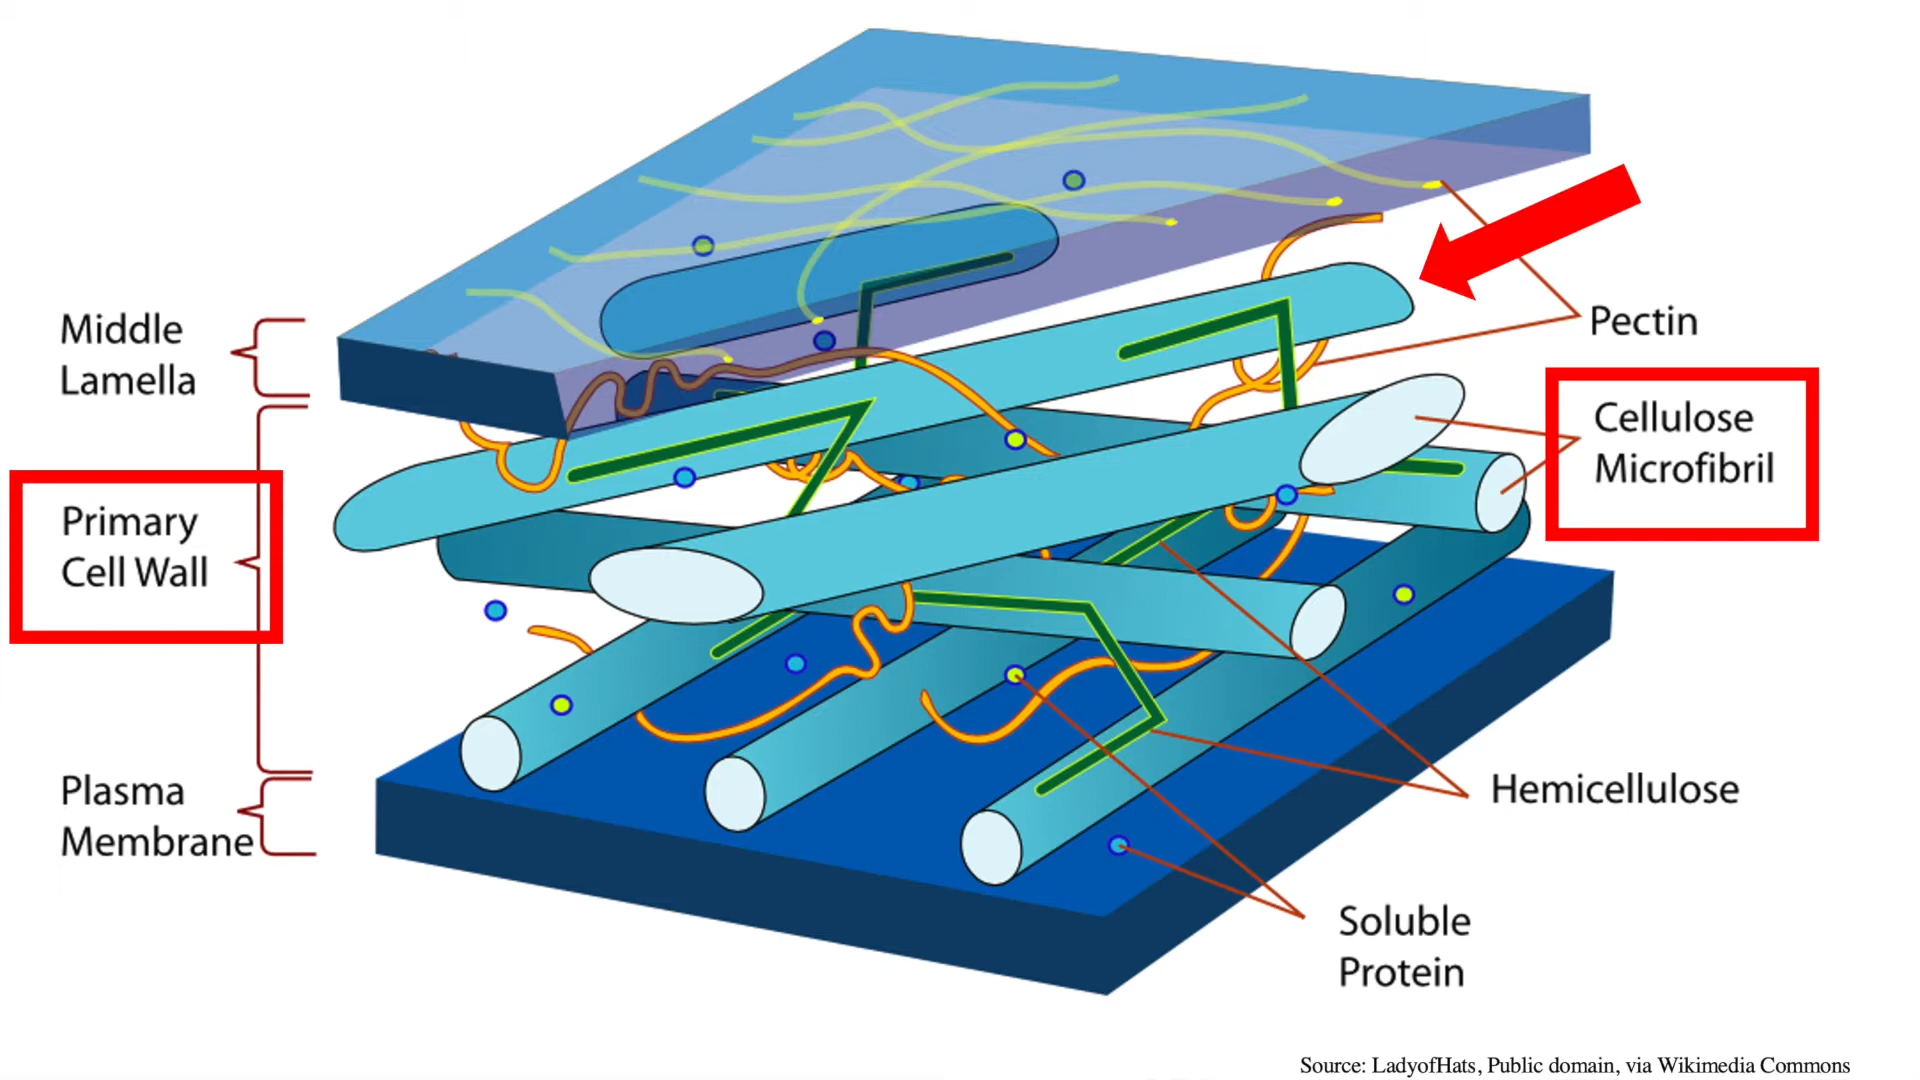 Middle
Lamella
Primary
Cell Wall
Plasma
Membrane
Pectin
Cellulose
Microfibril
Hemicellulose
Soluble
Protein
Source: LadyofHats, Public domain, via Wikimedia Commons